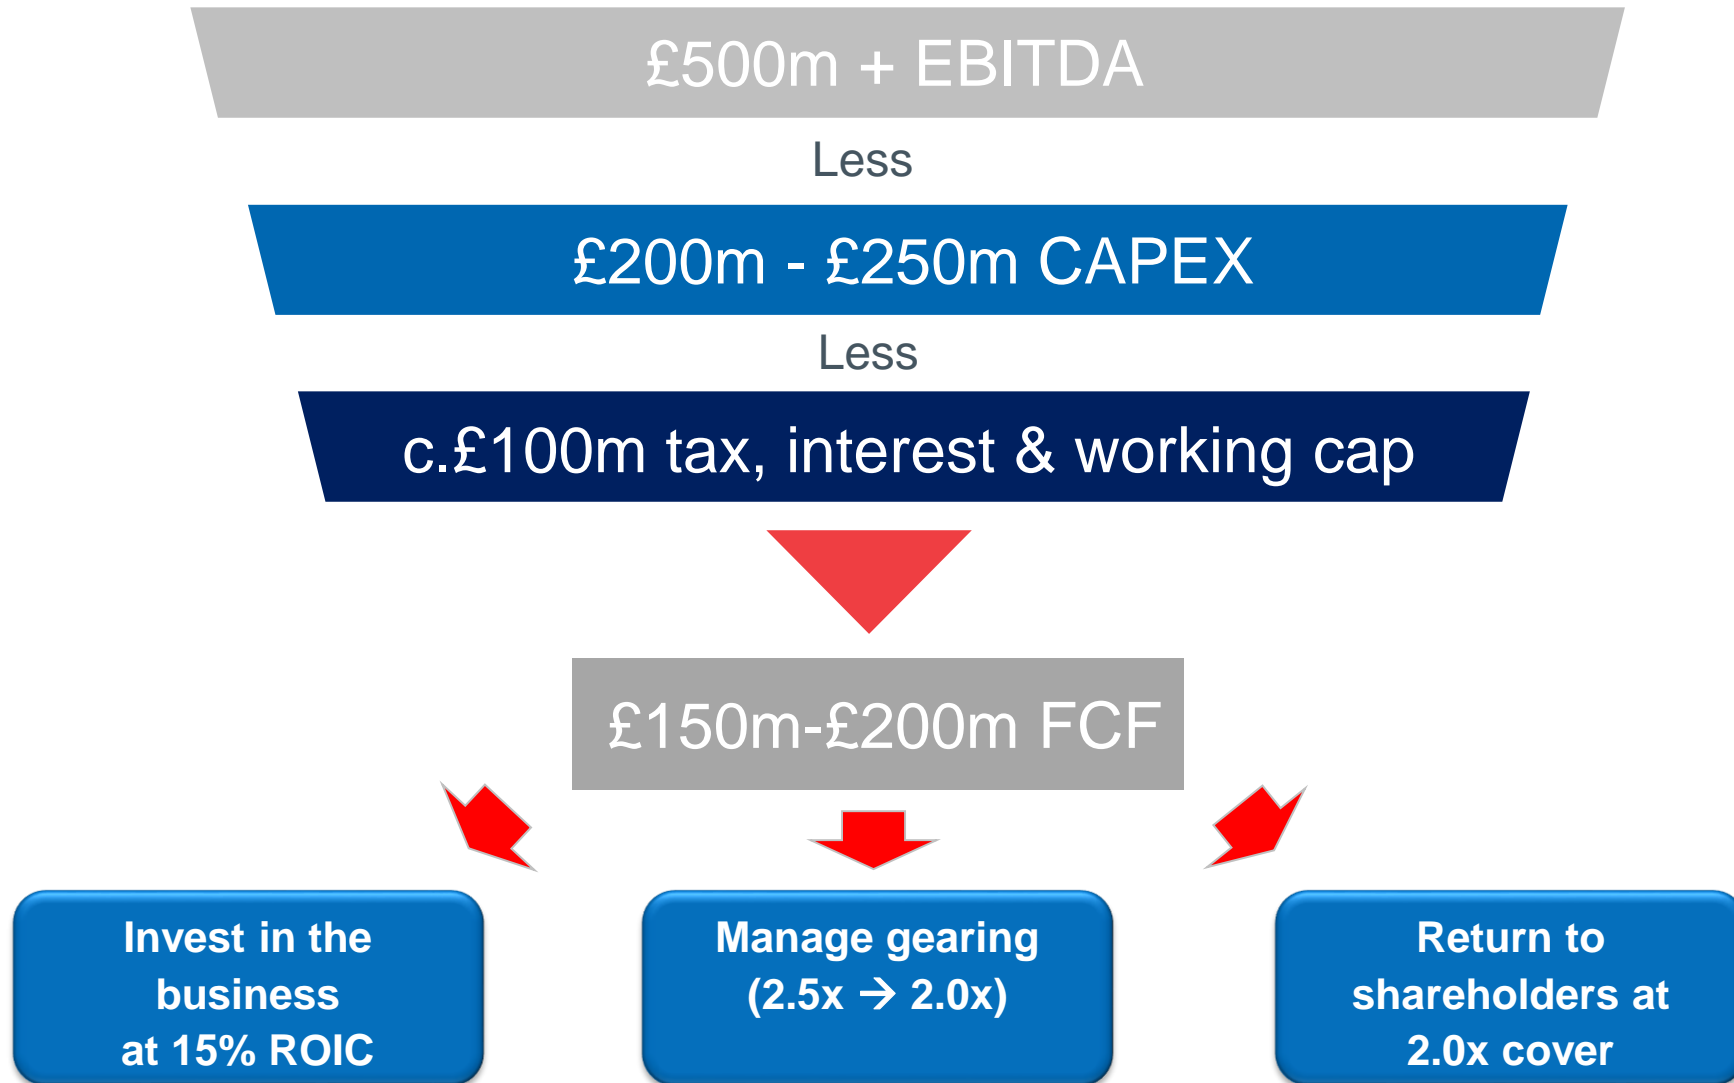 £500m + EBITDA
Less
£200m - £250m CAPEX
Less
c.£100m tax, interest & working cap
£150m-£200m FCF
Invest in the
business
at 15% ROIC
Manage gearing
(2.5x → 2.0x)
Return to
shareholders at
2.0x cover